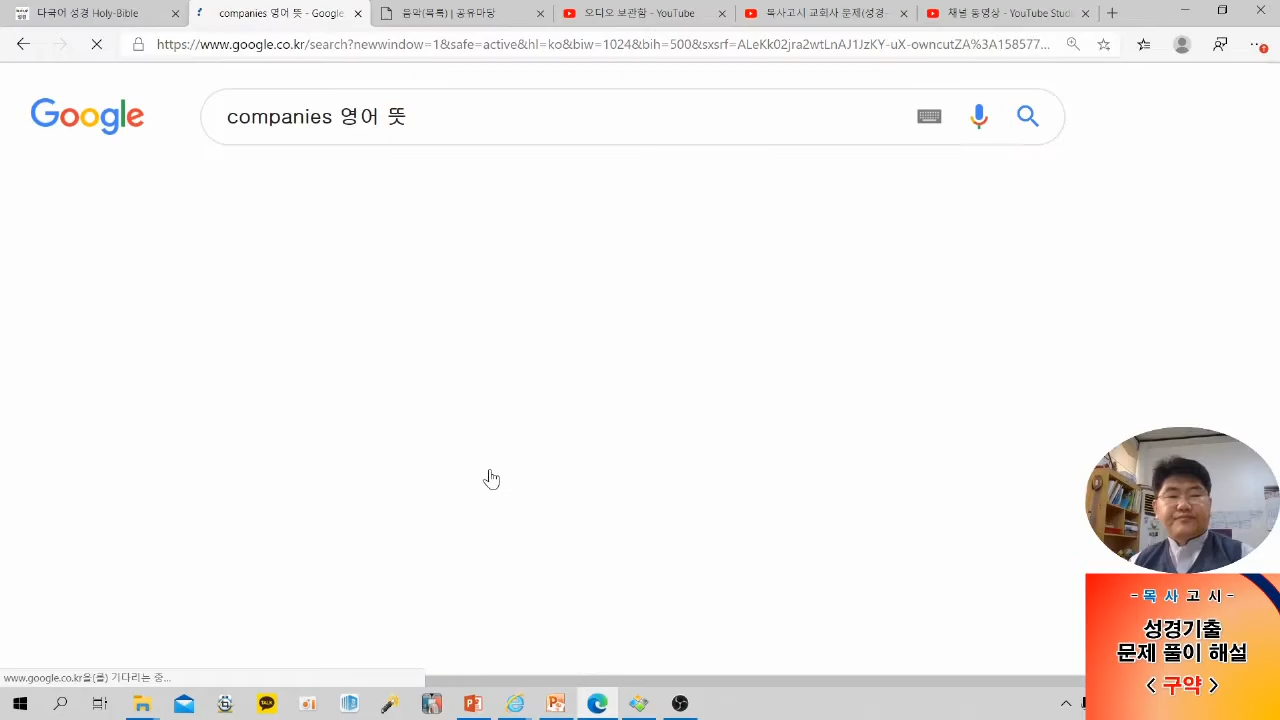 다국어 성경 Holy-Bible
companies 영어 뜻 - Google
음악(목록) | 공유마당
오디오 보관함 - YouTube
목사고시 교회사 문제(성경-
채널 동영상 - YouTube Stud
https://www.google.co.kr/search?newwindow=1&safe=active&hl=ko&biw=1024&bih=500&sxsrf=ALeKk02jra2wtLnAJ1JzKY-uX-owncutZA%3A158577...
Google
companies 영어 뜻
- 목 사 고 시 -
성경기출
문제 풀이 해설
< 구약 >
www.google.co.kr을(를) 기다리는 중...
TALK